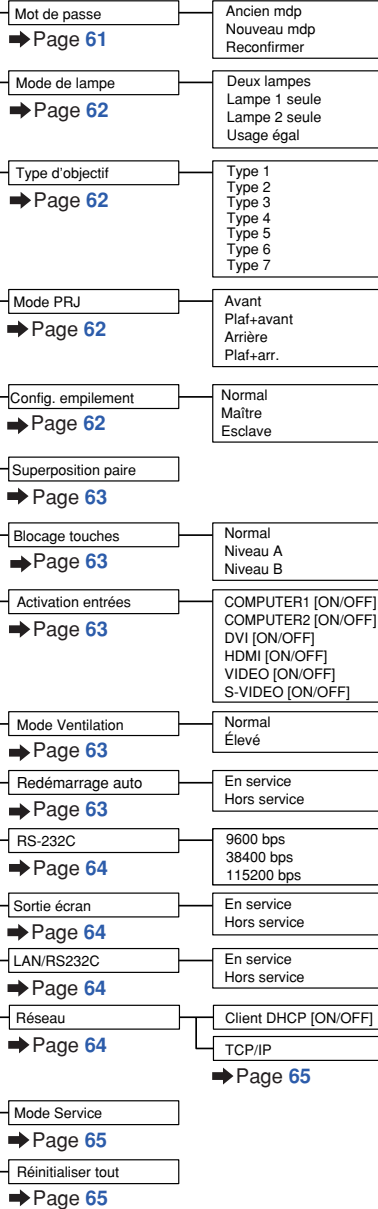 Mot de passe
➡Page 61
Ancien mdp
Nouveau mdp
Reconfirmer
Mode de lampe
➡Page 62
Deux lampes
Lampe 1 seule
Lampe 2 seule
Usage égal
Type d'objectif
➡Page 62
Type 1
Type 2
Type 3
Type 4
Type 5
Type 6
Type 7
Mode PRJ
➡Page 62
Avant
Plaf+avant
Arrière
Plaf+arr.
Config. empilement
➡Page 62
Normal
Maître
Esclave
Superposition paire
➡Page 63
Blocage touches
➡Page 63
Normal
Niveau A
Niveau B
Activation entrées
➡Page 63
COMPUTER1 [ON/OFF]
COMPUTER2 [ON/OFF]
DVI [ON/OFF]
HDMI [ON/OFF]
VIDEO [ON/OFF]
S-VIDEO [ON/OFF]
Mode Ventilation
➡Page 63
Normal
Élevé
Redémarrage auto
➡Page 63
En service
Hors service
RS-232C
➡Page 64
9600 bps
38400 bps
115200 bps
Sortie écran
➡Page 64
En service
Hors service
LAN/RS232C
➡Page 64
En service
Hors service
Réseau
➡Page 64
Client DHCP [ON/OFF]
TCP/IP
➡Page 65
Mode Service
➡Page 65
Réinitialiser tout
➡Page 65